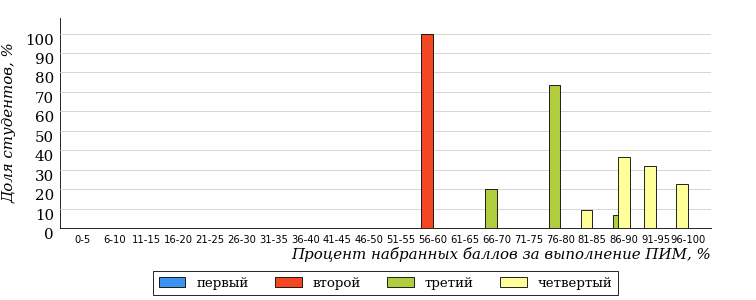 Доля студентов, %
100
90
80
70
60
50
40
30
20
10
0
0-5 6-10 11-15 16-20 21-25 26-30 31-35 36-40 41-45 46-50 51-55 56-60 61-65 66-70 71-75 76-80 81-85 86-90 91-95 96-100
Процент набранных баллов за выполнение ПИМ, %
первый второй третий четвертый